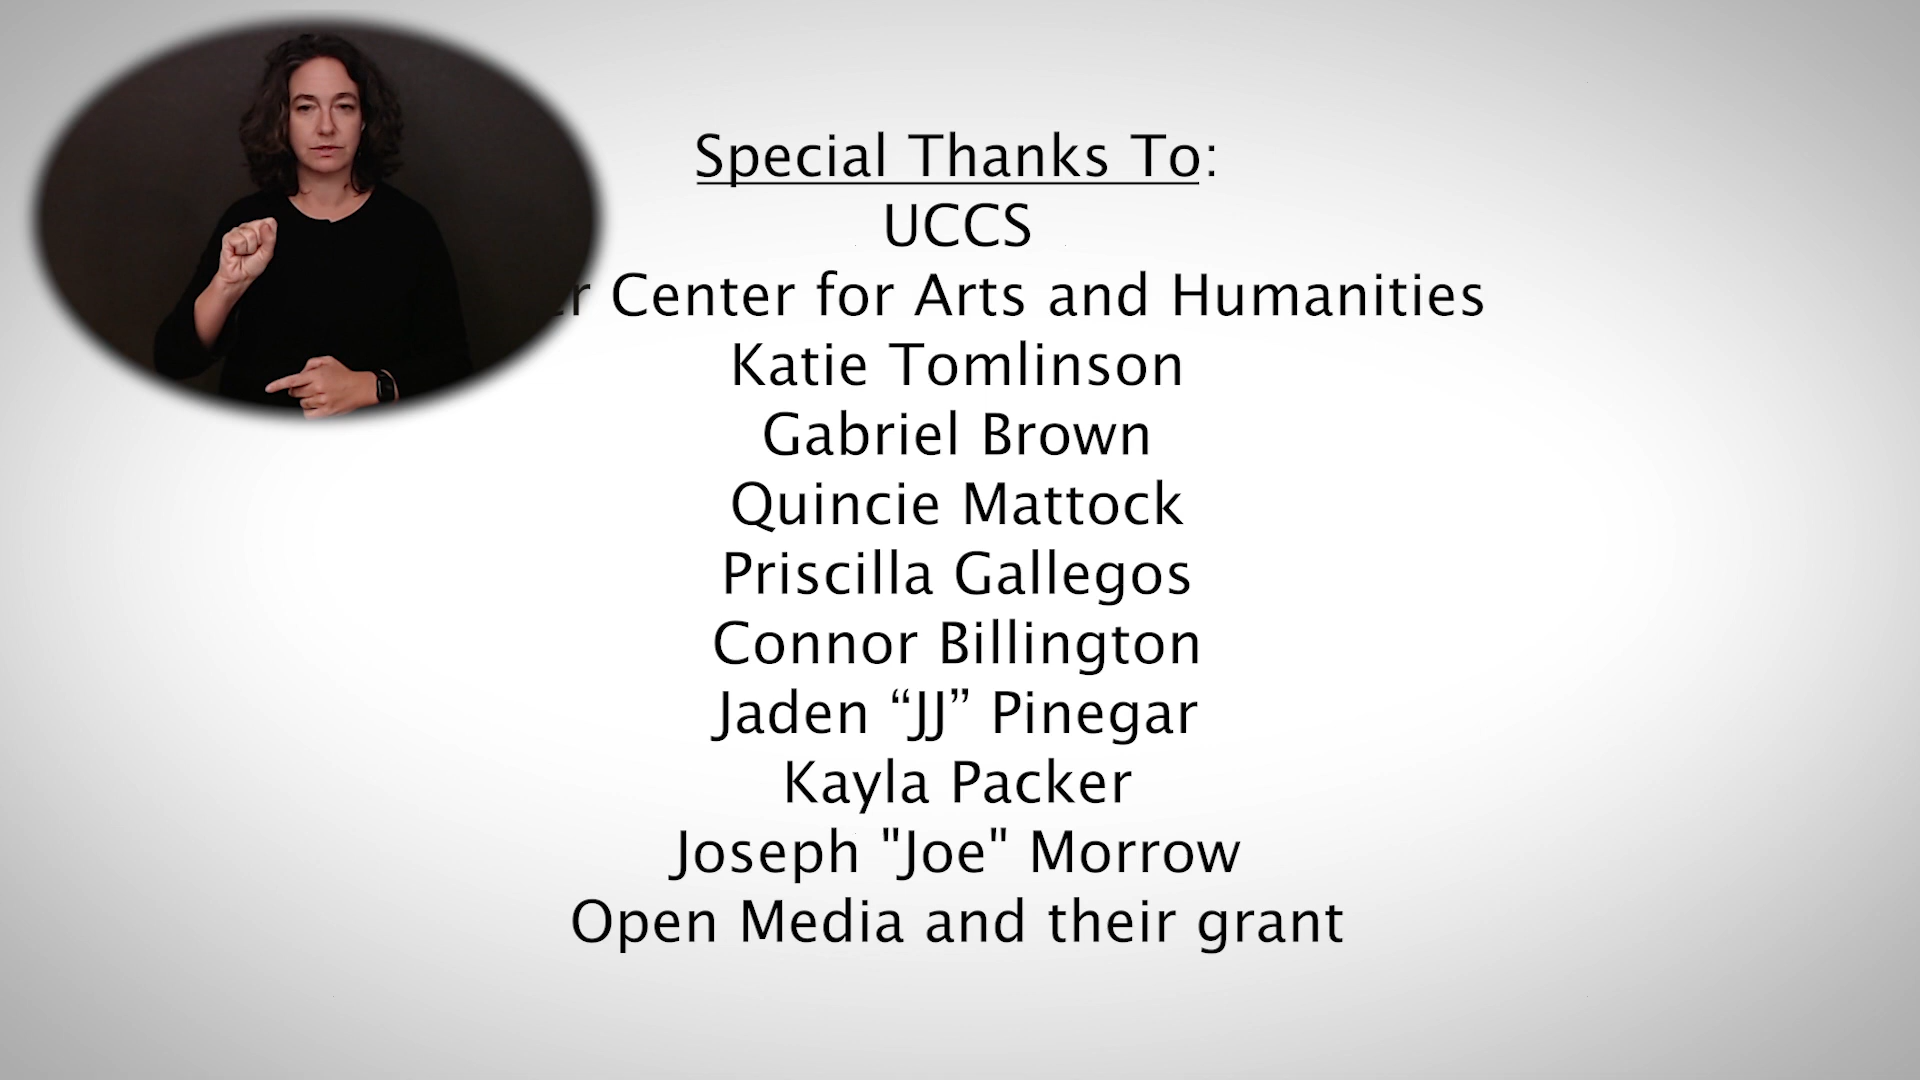 Special Thanks To:
UCCS
Center for Arts and Humanities
Katie Tomlinson
Gabriel Brown
Quincie Mattock
Priscilla Gallegos
Connor Billington
Jaden “JJ” Pinegar
Kayla Packer
Joseph "Joe" Morrow
Open Media and their grant